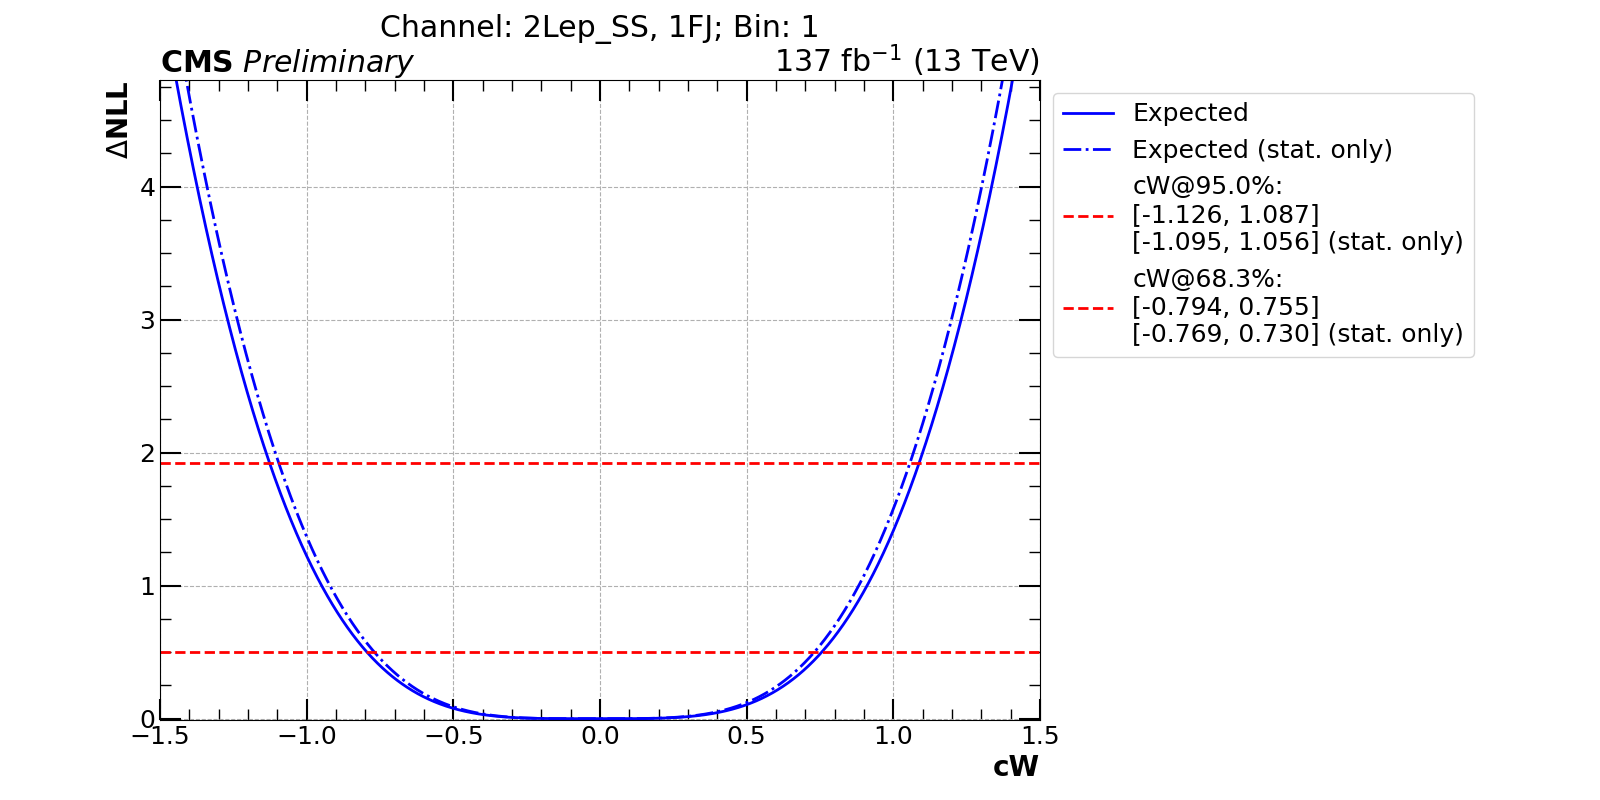 Channel: 2Lep_SS, 1FJ; Bin: 1
CMS Preliminary
137 fb⁻¹ (13 TeV)
ΔNLL
4
3
2
1
0
−1.5
−1.0
−0.5
0.0
0.5
1.0
1.5
cW
Expected
Expected (stat. only)
cW@95.0%:
[-1.126, 1.087]
[-1.095, 1.056] (stat. only)
cW@68.3%:
[-0.794, 0.755]
[-0.769, 0.730] (stat. only)